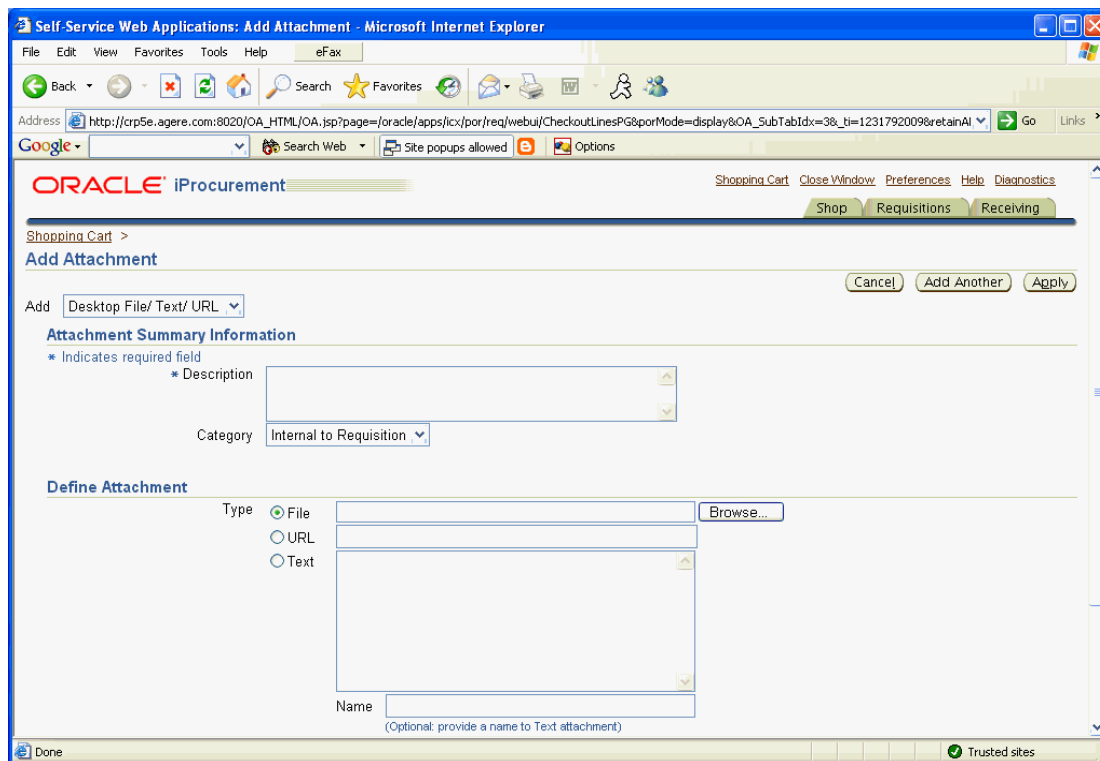 Self-Service Web Applications: Add Attachment - Microsoft Internet Explorer
File Edit View Favorites Tools Help eFax
Back Search Favorites
Address http://crp5e.agere.com:8020/OA_HTML/OA.jsp?page=/oracle/apps/icx/por/req/webui/CheckoutLinesPG&porMode=display&OA_SubTabIdx=3&_ti=1231792009&retainAI Go Links
Google Search Web Site popups allowed Options
ORACLE iProcurement Shopping Cart Close Window Preferences Help Diagnostics
Shop Requisitions Receiving
Shopping Cart >
Add Attachment
Cancel Add Another Apply
Add Desktop File/ Text/ URL
Attachment Summary Information
* Indicates required field
* Description
Category Internal to Requisition
Define Attachment
Type File Browse...
URL
Text
Name
(Optional: provide a name to Text attachment)
Done Trusted sites